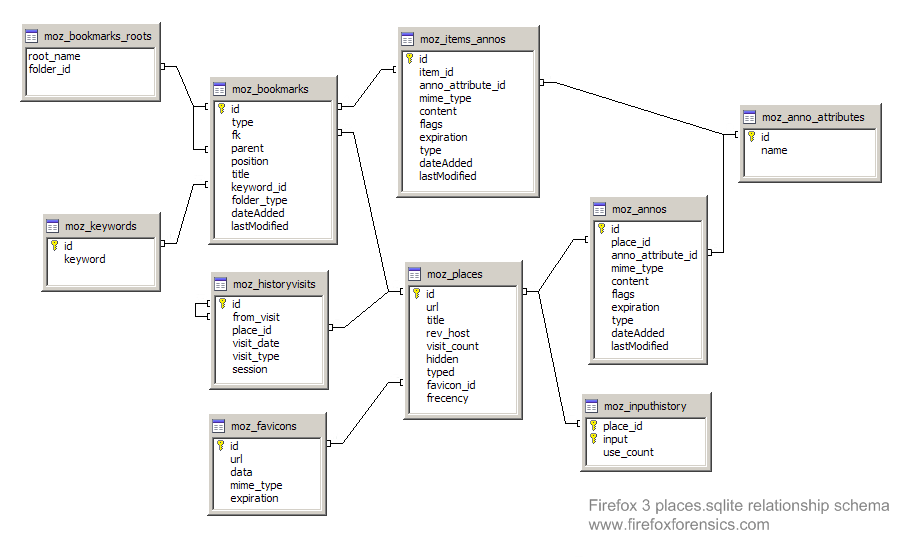 moz_bookmarks_roots
root_name
folder_id
moz_bookmarks
id
type
fk
parent
position
title
keyword_id
folder_type
dateAdded
lastModified
moz_items_annos
id
item_id
anno_attribute_id
mime_type
content
flags
expiration
type
dateAdded
lastModified
moz_anno_attributes
id
name
moz_keywords
id
keyword
moz_annos
id
place_id
anno_attribute_id
mime_type
content
flags
expiration
type
dateAdded
lastModified
moz_historyvisits
id
from_visit
place_id
visit_date
visit_type
session
moz_places
id
url
title
rev_host
visit_count
hidden
typed
favicon_id
frecency
moz_favicons
id
url
data
mime_type
expiration
moz_inputhistory
place_id
input
use_count
Firefox 3 places.sqlite relationship schema
www.firefoxforensics.com